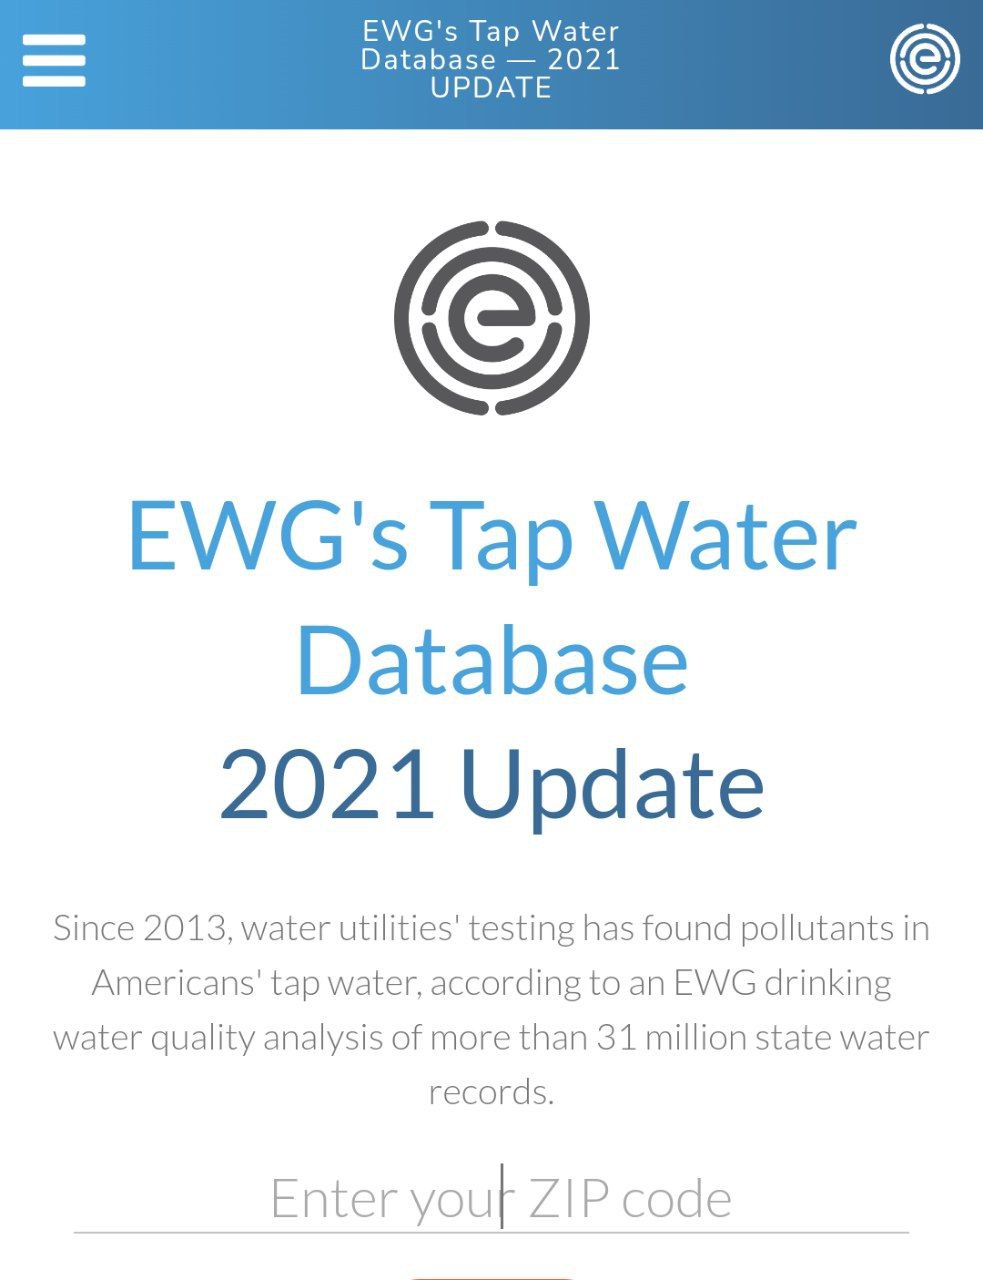 EWG's Tap Water
Database — 2021
UPDATE
e
e
EWG's Tap Water
Database
2021 Update
Since 2013, water utilities' testing has found pollutants in
Americans' tap water, according to an EWG drinking
water quality analysis of more than 31 million state water
records.
Enter your ZIP code